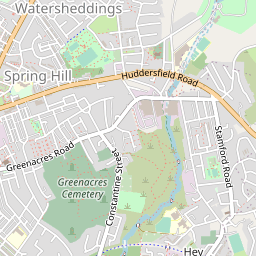 Watersheddings
Spring Hill
Huddersfield Road
Greenacres Road
Stamford Road
Greenacres
Cemetery
Constantine Street
Hey